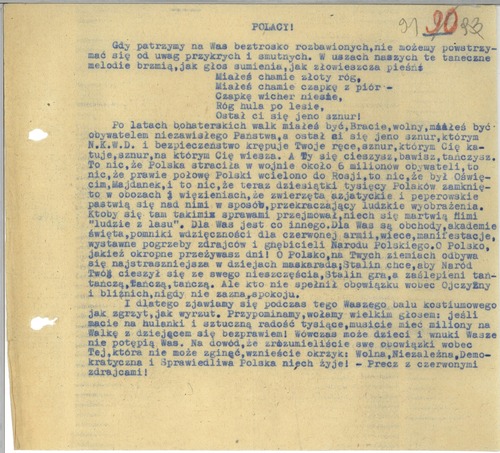 91 90 92
POLACY!
Gdy patrzymy na Was beztrosko rozbawionych, nie możemy powstrzy-
mać się od uwag przykrych i smutnych. W uszach naszych te taneczne
melodie brzmią, jak głos sumienia, jak złowieszcza pieśń:
Miałeś chamie złoty róg,
Miałeś chamie czapkę z piór -
Czapkę wicher niesie,
Róg hula po lesie,
Ostał ci się jeno sznur!
Po latach bohaterskich walk miałeś być, Bracie, wolny, miałeś być
obywatelem niezawisłego Państwa, a ostał ci się jeno sznur, którym
N.K.W.D. i bezpieczeństwo krępuje Twoje ręce, sznur, którym Cię ka-
tuje, sznur, na którym Cię wiesza. A Ty się cieszysz, bawisz, tańczysz.
To nic, że Polska straciła w wojnie około 6 milionów obywateli, to
nic, że prawie połowę Polski wcielono do Rosji, to nic, że był Oświę-
cim, Majdanek, i to nic, że teraz dziesiątki tysięcy Polaków zamknię-
to w obozach i więzieniach, że zwierzęta azjatyckie i peperowskie
pastwią się nad nimi w sposób, przekraczający ludzkie wyobrażenia.
Ktoby się tam takimi sprawami przejmował, niech się martwią nimi
"ludzie z lasu". Dla Was jest co innego. Dla Was są obchody, akademie
święta, pomniki wdzięczności dla czerwonej armii, wiece, manifestacje,
wystawne pogrzeby zdrajców i gnębicieli Narodu Polskiego. O Polsko,
jakież okropne przeżywasz dni! O Polsko, na Twych ziemiach odbywa
się najstraszniejsza w dziejach maskarada; Stalin chce, aby Naród
Twój cieszył się ze swego nieszczęścia, Stalin gra, a zaślepieni tań-
tańczą, Tańczą, tańczą. Ale kto nie spełnił obowiązku wobec Ojczyzny
i bliźnich, nigdy nie zazna, spokoju.
I dlatego zjawiamy się podczas tego Waszego balu kostiumowego
jak zgrzyt, jak wyrzut. Przypominamy, wołamy wielkim głosem: jeśli
macie na hulanki i sztuczną radość tysiące, musicie mieć miliony na
Walkę z dziejącem się bezprawiem! Wówczas może dzieci i wnuki Wasze
nie potępią Was. Na dowód, że zrozumieliście swe obowiązki wobec
Tej, która nie może zginąć, wznieście okrzyk: Wolna, Niezależna, Demo-
kratyczna i Sprawiedliwa Polska niech żyje! - Precz z czerwonymi
zdrajcami!